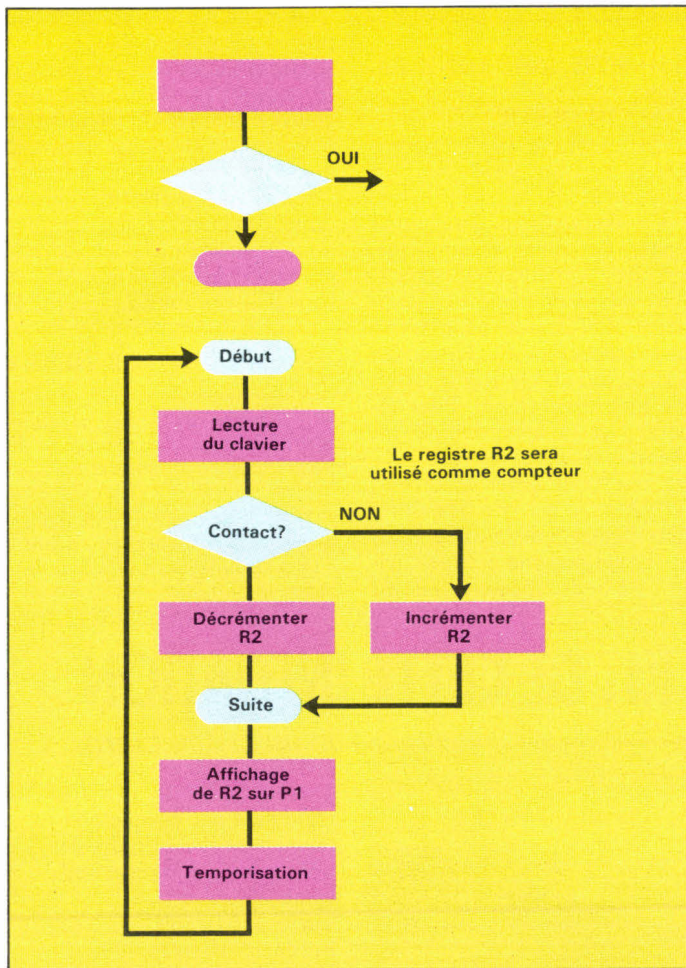 OUI
Début
Lecture
du clavier
Le registre R2 sera
utilisé comme compteur
Contact?
NON
Décrémenter
R2
Incrémenter
R2
Suite
Affichage
de R2 sur P1
Temporisation